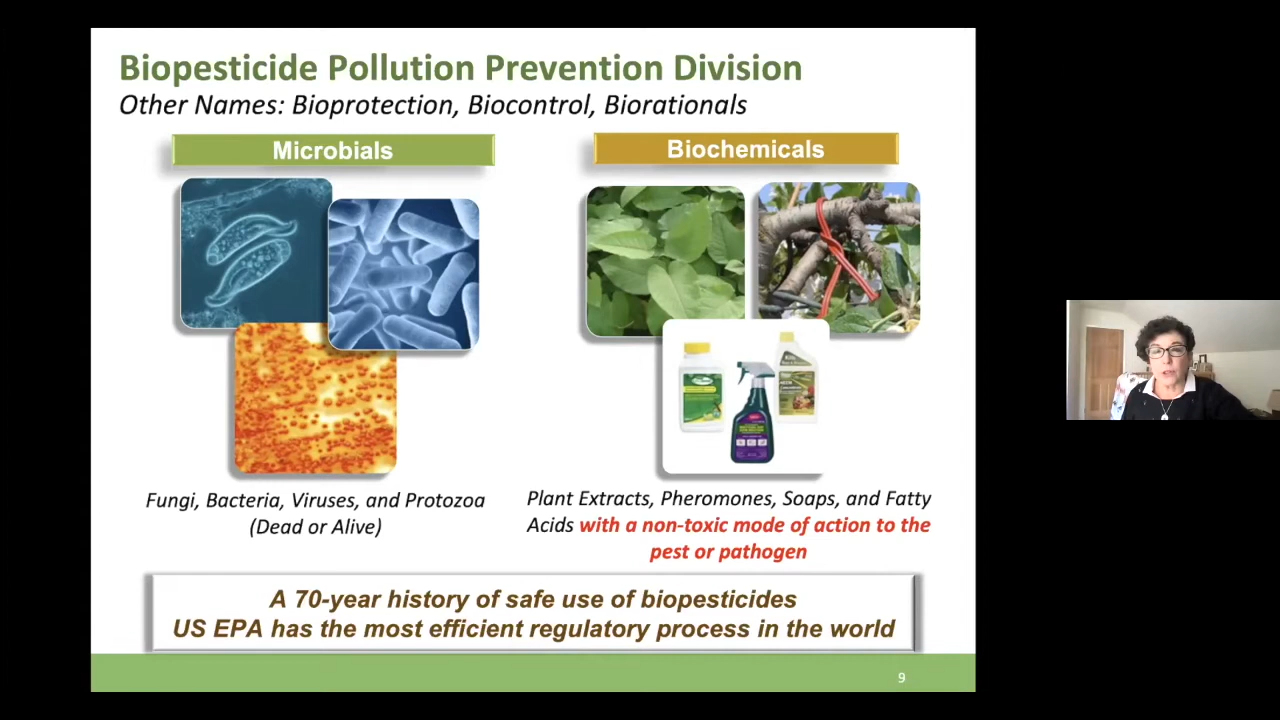 Biopesticide Pollution Prevention Division
Other Names: Bioprotection, Biocontrol, Biorationals
Microbials
Biochemicals
Fungi, Bacteria, Viruses, and Protozoa
(Dead or Alive)
Plant Extracts, Pheromones, Soaps, and Fatty
Acids with a non-toxic mode of action to the
pest or pathogen
A 70-year history of safe use of biopesticides
US EPA has the most efficient regulatory process in the world
9